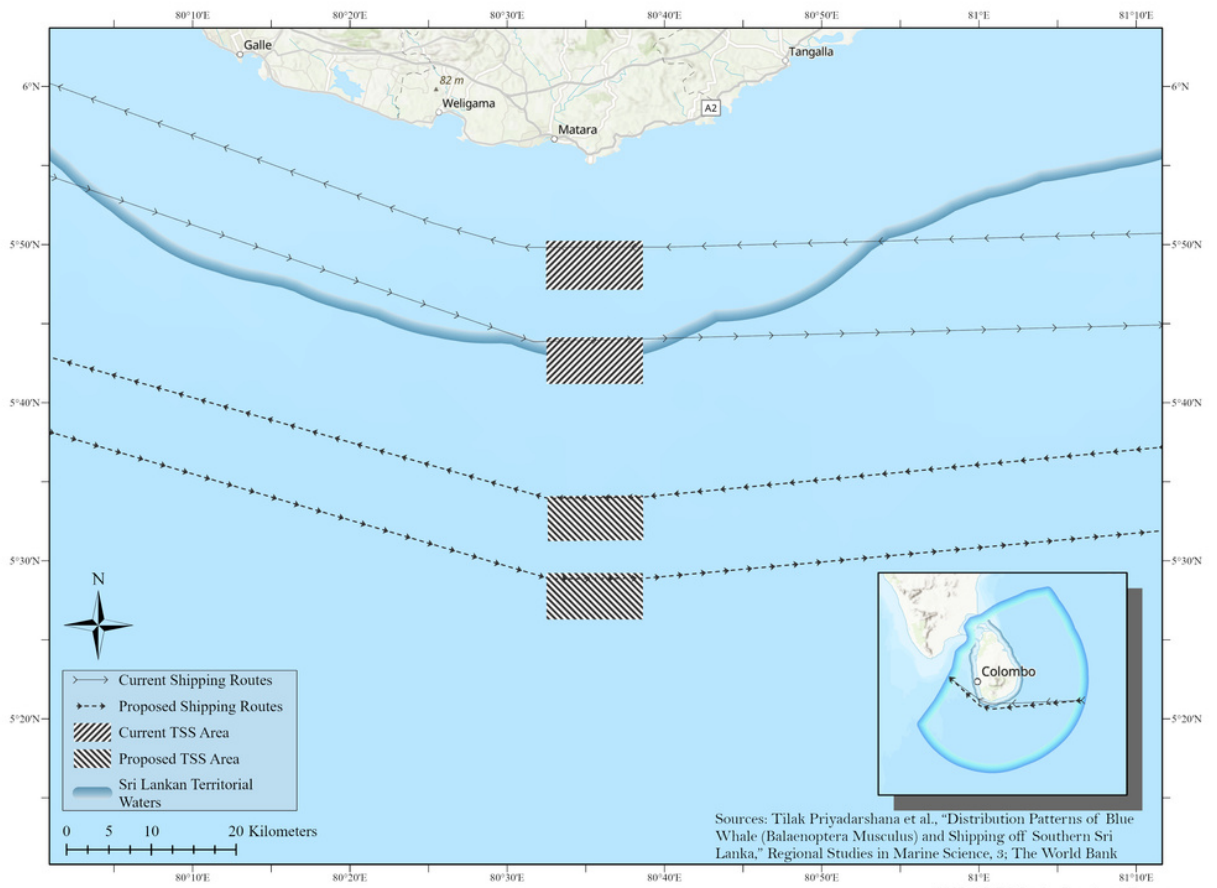 80°10'E
80°20'E
80°30'E
80°40'E
80°50'E
81°E
81°10'E
Galle
Tangalla
82 m
6°N
6°N
Weligama
A2
Matara
5°50'N
5°50'N
5°40'N
5°40'N
5°30'N
5°30'N
N
Colombo
Current Shipping Routes
Proposed Shipping Routes
5°20'N
5°20'N
Current TSS Area
Proposed TSS Area
Sri Lankan Territorial
Waters
0 5 10 20 Kilometers
Sources: Tilak Priyadarshana et al., “Distribution Patterns of Blue
Whale (Balaenoptera Musculus) and Shipping off Southern Sri
Lanka,” Regional Studies in Marine Science, 3; The World Bank
80°10'E
80°20'E
80°30'E
80°40'E
80°50'E
81°E
81°10'E